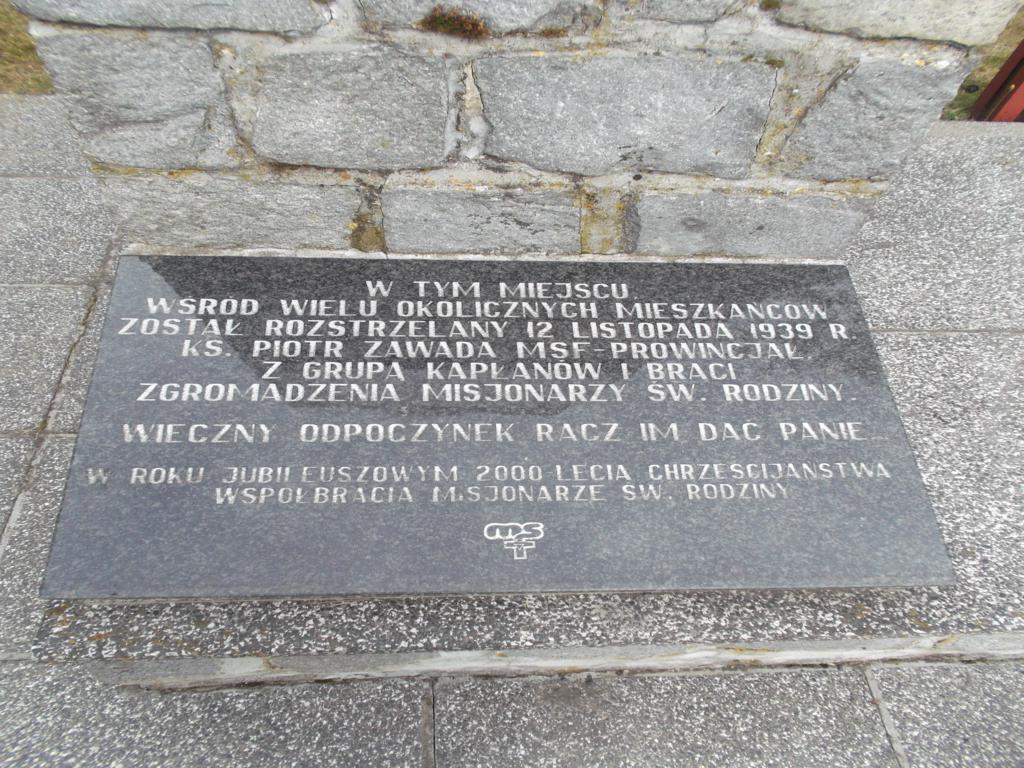 W TYM MIEJSCU
WŚRÓD WIELU OKOLICZNYCH MIESZKAŃCÓW
ZOSTAŁ ROZSTRZELANY 12 LISTOPADA 1939 R.
KS. PIOTR ZAWADA MSF-PROWINCJAŁ
Z GRUPĄ KAPŁANÓW I BRACI
ZGROMADZENIA MISJONARZY ŚW. RODZINY.
WIECZNY ODPOCZYNEK RACZ IM DAĆ PANIE...
W ROKU JUBILEUSZOWYM 2000-LECIA CHRZEŚCIJAŃSTWA
WSPÓŁBRACIA MISJONARZE ŚW. RODZINY
msf